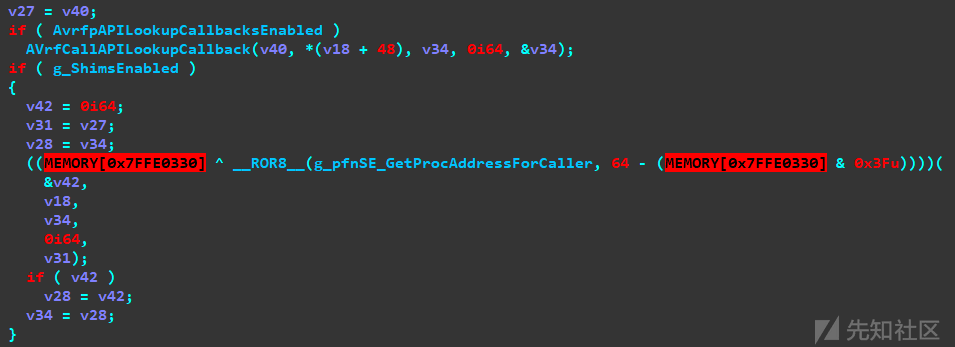 v27 = v40;
if ( AvrfpAPILookupCallbacksEnabled )
AVrfCallAPILookupCallback(v40, *(v18 + 48), v34, 0i64, &v34);
if ( g_ShimsEnabled )
{
v42 = 0i64;
v31 = v27;
v28 = v34;
((MEMORY[0x7FFE0330] ^ __ROR8__(g_pfnSE_GetProcAddressForCaller, 64 - (MEMORY[0x7FFE0330] & 0x3Fu))))(
&v42,
v18,
v34,
0i64,
v31);
if ( v42 )
v28 = v42;
v34 = v28;
}
先知社区